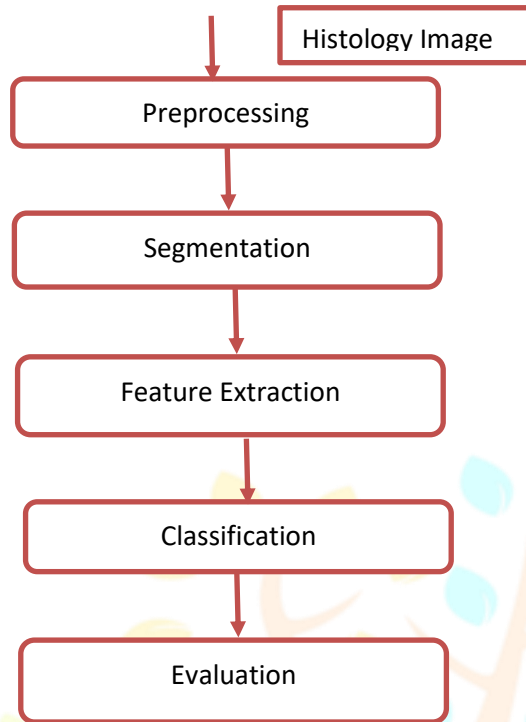 Histology Image
Preprocessing
Segmentation
Feature Extraction
Classification
Evaluation